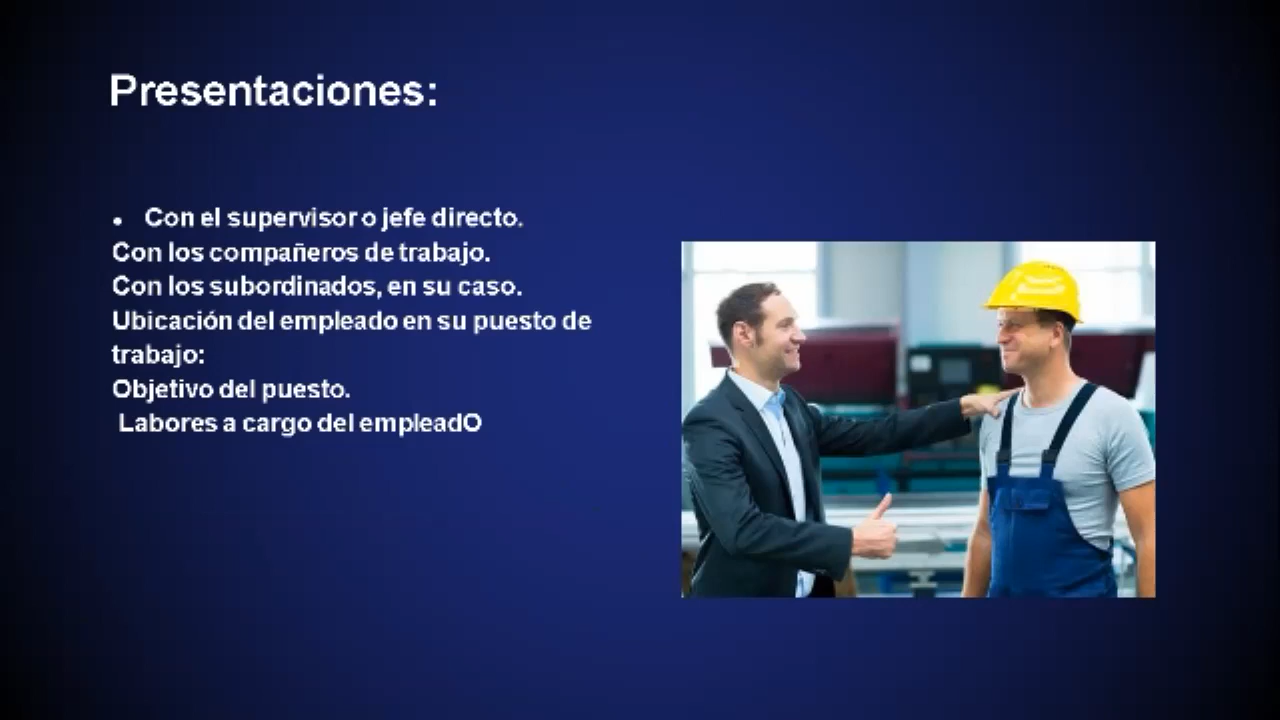 Presentaciones:
• Con el supervisor o jefe directo.
Con los compañeros de trabajo.
Con los subordinados, en su caso.
Ubicación del empleado en su puesto de
trabajo:
Objetivo del puesto.
Labores a cargo del empleadO